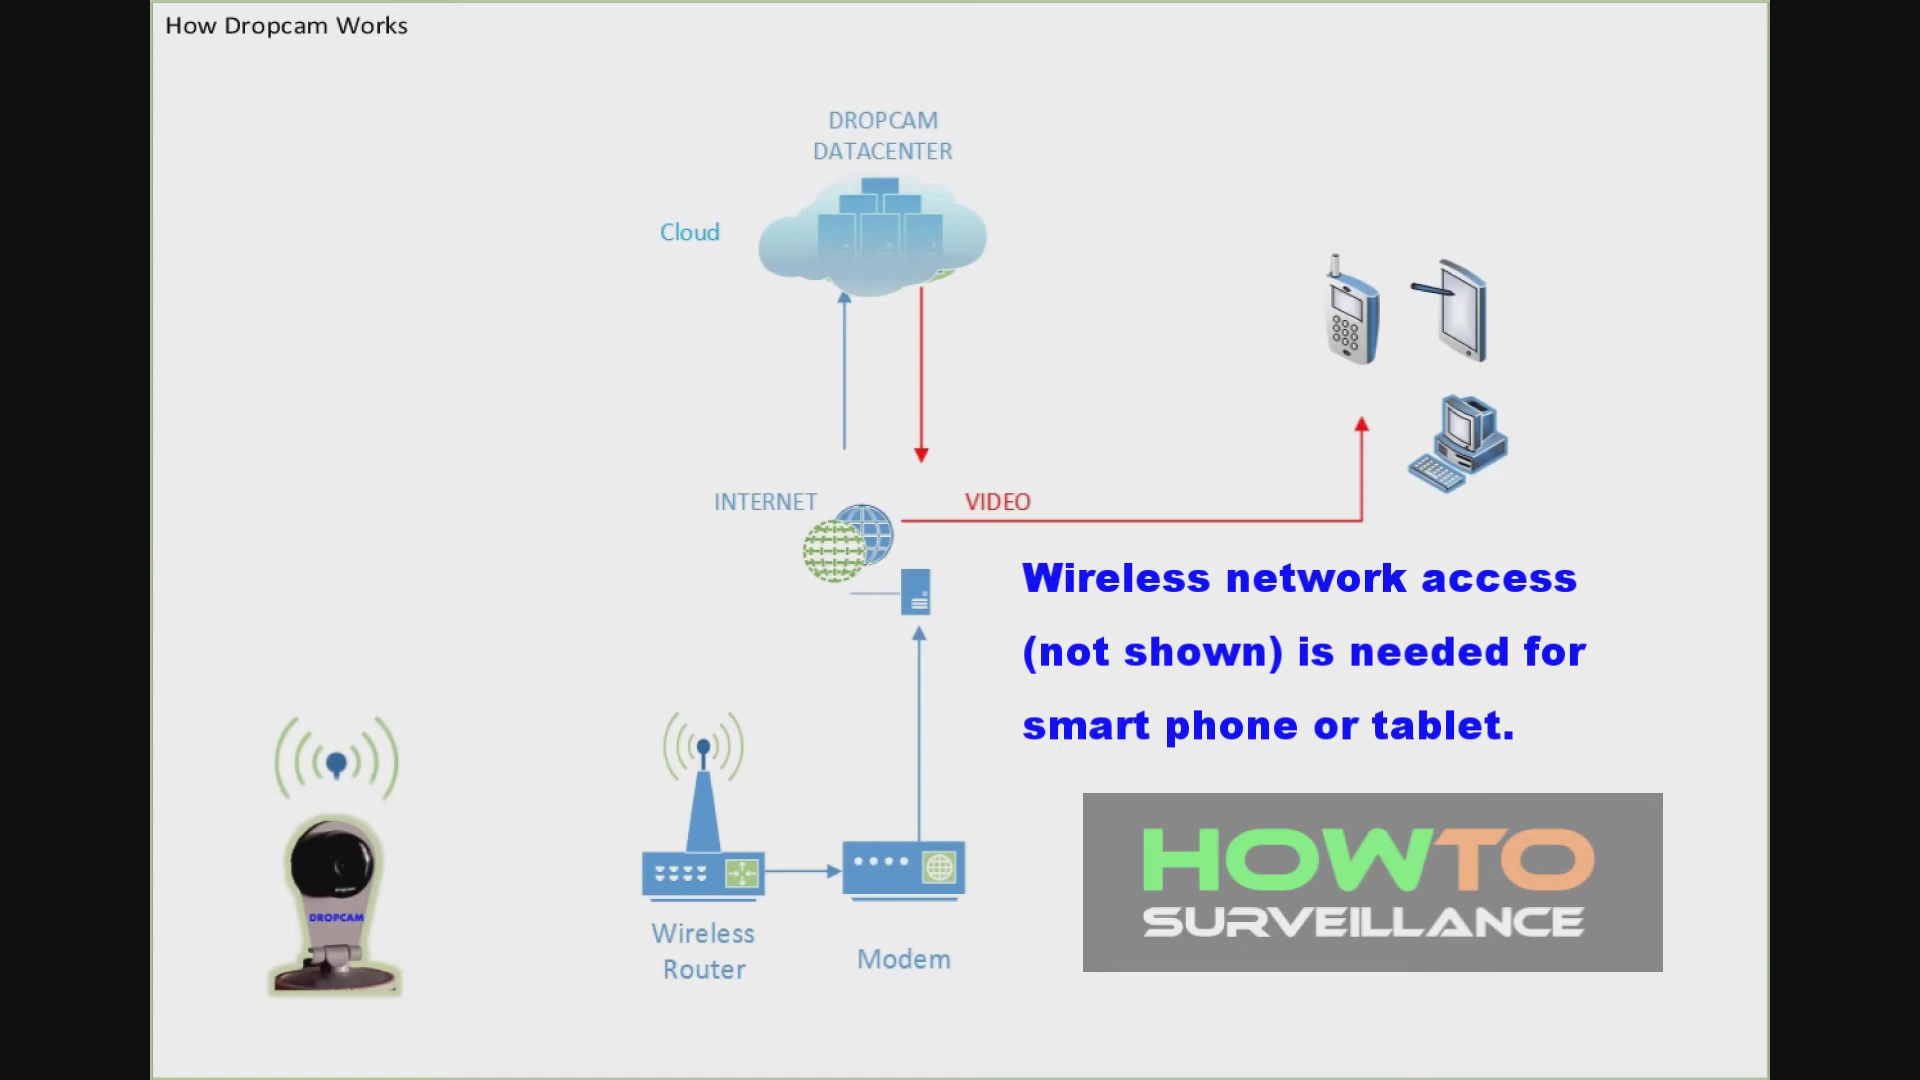 How Dropcam Works
DROPCAM
DATACENTER
Cloud
INTERNET
VIDEO
Wireless network access
(not shown) is needed for
smart phone or tablet.
DROPCAM
Wireless
Router
Modem
HOWTO
SURVEILLANCE